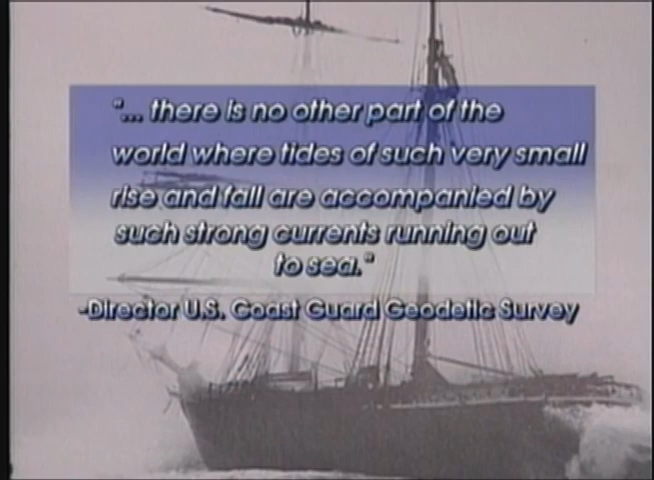 "... there is no other part of the
world where tides of such very small
rise and fall are accompanied by
such strong currents running out
to sea."
-Director U.S. Coast Guard Geodetic Survey